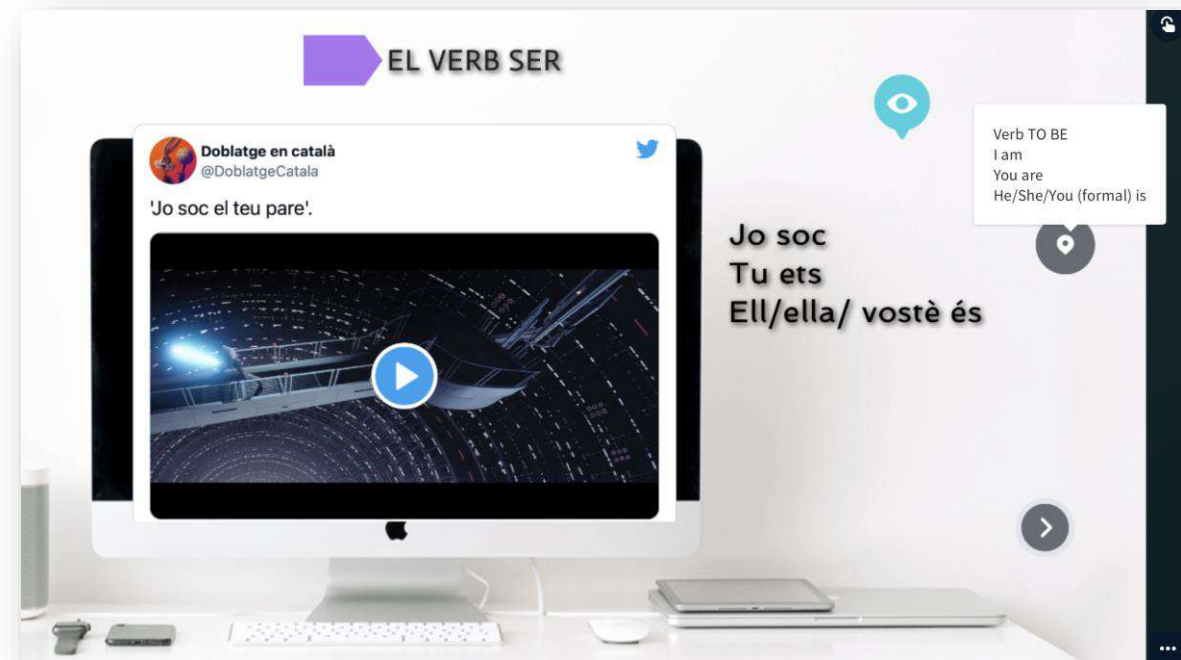 EL VERB SER
Doblatge en català
@DoblatgeCatala
'Jo soc el teu pare'.
Jo soc
Tu ets
Ell/ella/ vostè és
Verb TO BE
I am
You are
He/She/You (formal) is